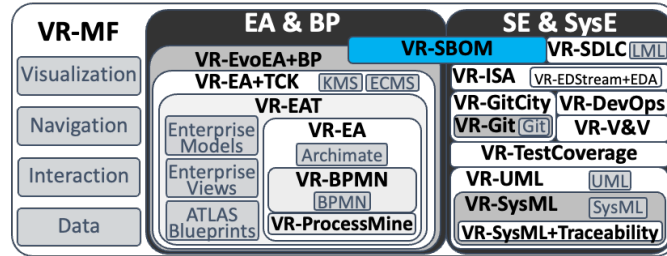 VR-MF
Visualization
Navigation
Interaction
Data
EA & BP
VR-EvoEA+BP
VR-EA+TCK KMS ECMS
VR-EAT
Enterprise
Models
Enterprise
Views
ATLAS
Blueprints
VR-EA
Archimate
VR-BPMN
BPMN
VR-ProcessMine
VR-SBOM
SE & SysE
VR-SDLC LML
VR-ISA VR-EDStream+EDA
VR-GitCity VR-DevOps
VR-Git Git VR-V&V
VR-TestCoverage
VR-UML UML
VR-SysML SysML
VR-SysML+Traceability